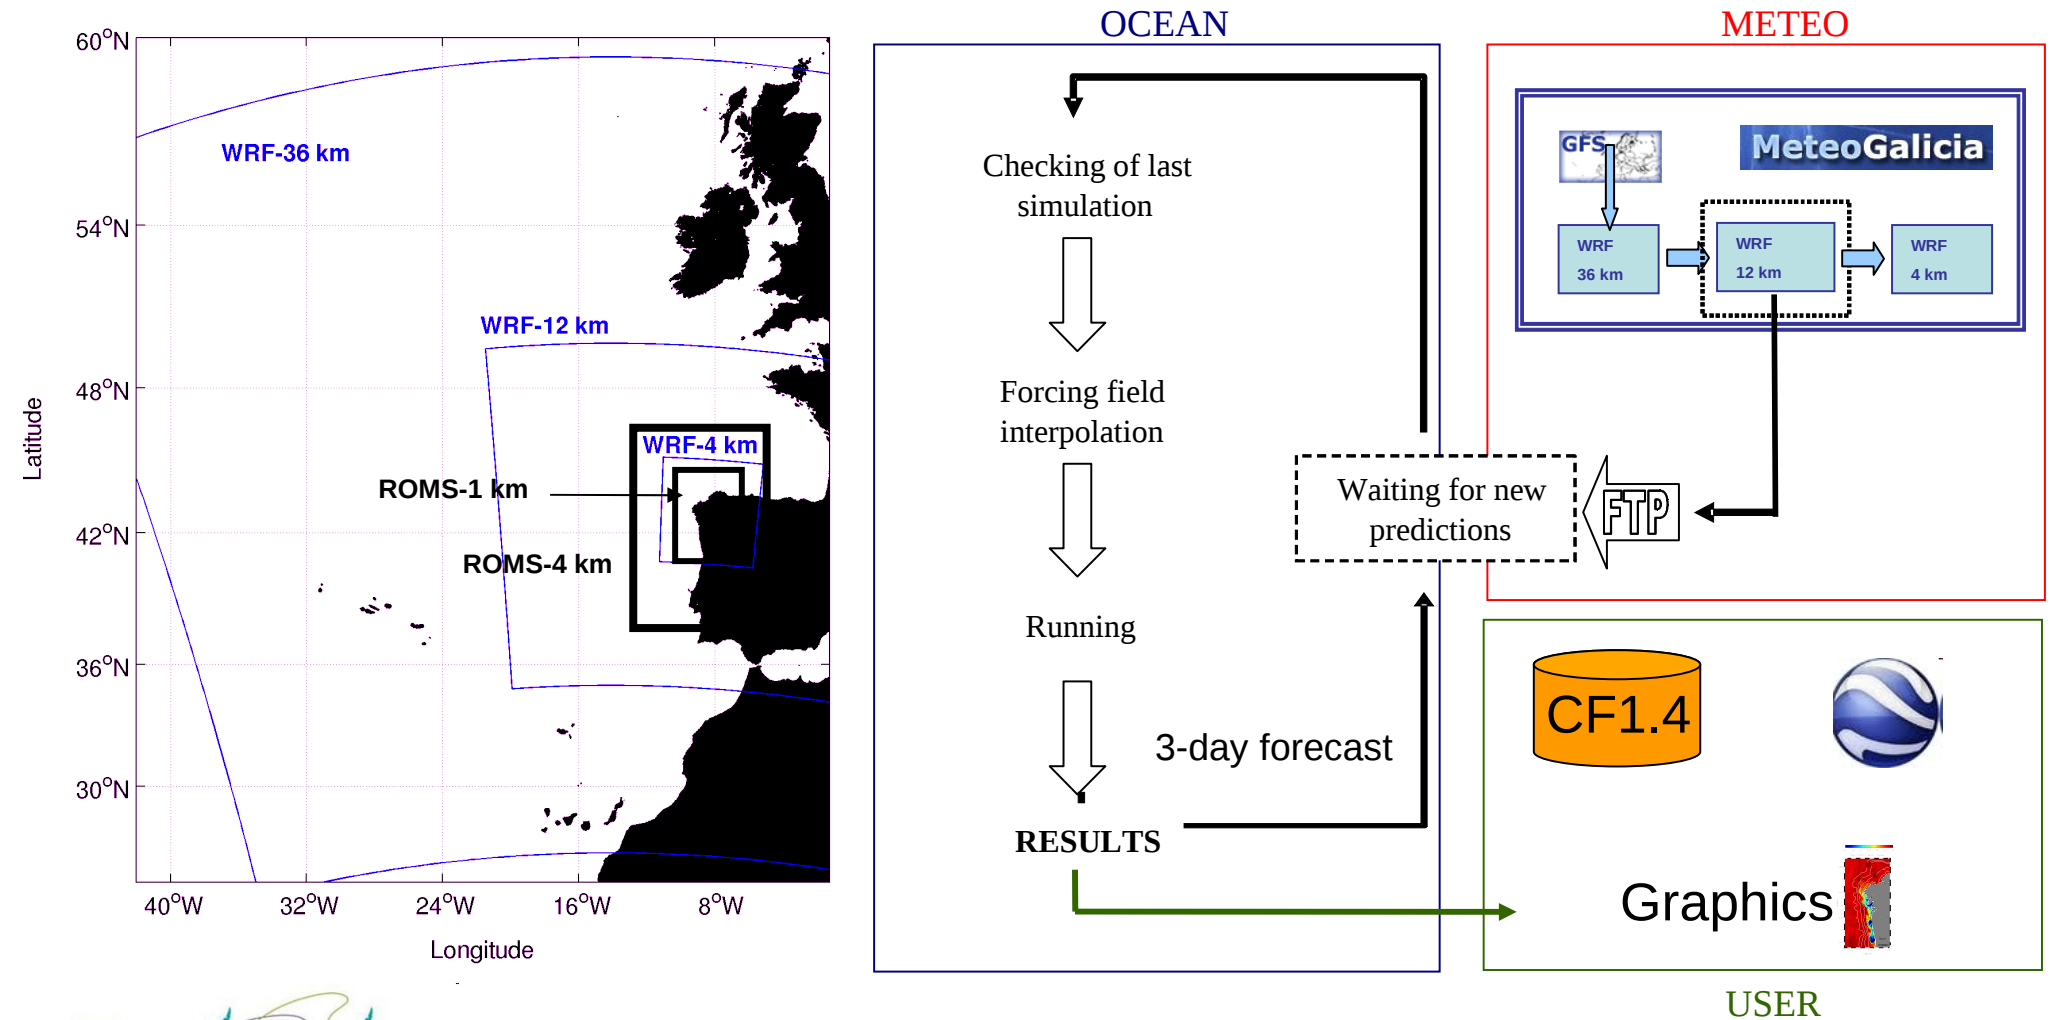 60°N
54°N
48°N
42°N
36°N
30°N
Latitude
40°W
32°W
24°W
16°W
8°W
Longitude
WRF-36 km
WRF-12 km
WRF-4 km
ROMS-1 km
ROMS-4 km
OCEAN
Checking of last
simulation
Forcing field
interpolation
Running
3-day forecast
RESULTS
Waiting for new
predictions
METEO
GFS
MeteoGalicia
WRF
36 km
WRF
12 km
WRF
4 km
FTP
CF1.4
Graphics
USER